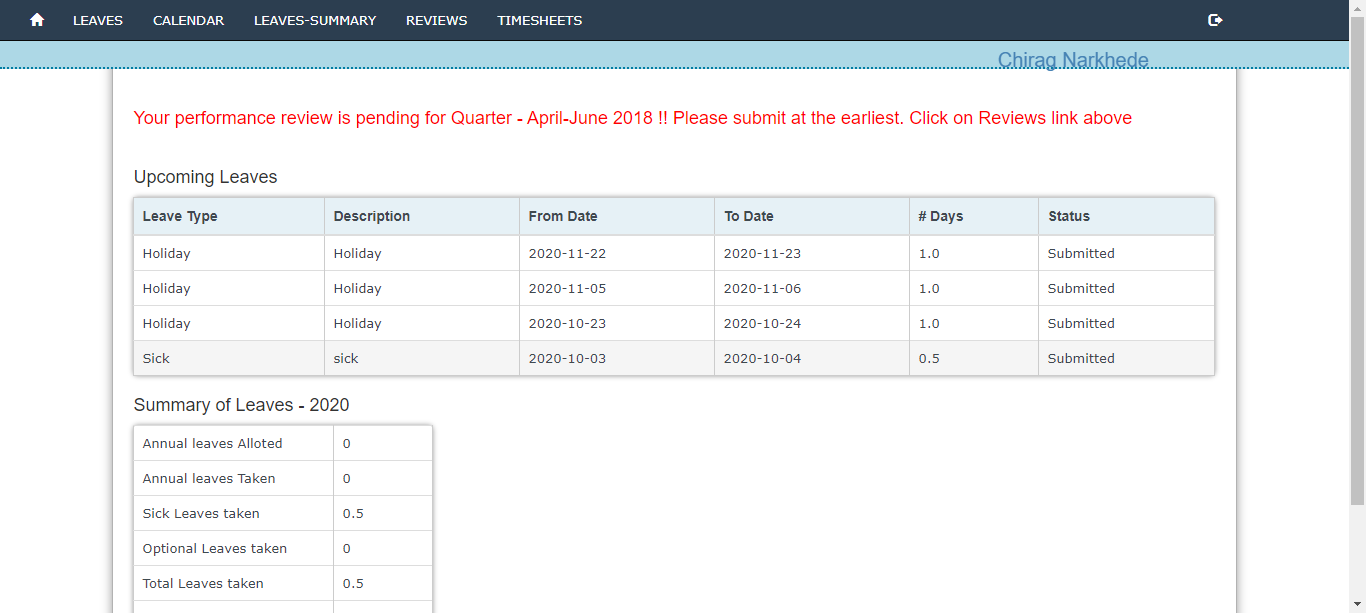 LEAVES CALENDAR LEAVES-SUMMARY REVIEWS TIMESHEETS
Chirag Narkhede
Your performance review is pending for Quarter - April-June 2018 !! Please submit at the earliest. Click on Reviews link above
Upcoming Leaves
Leave Type Description From Date To Date # Days Status
Holiday Holiday 2020-11-22 2020-11-23 1.0 Submitted
Holiday Holiday 2020-11-05 2020-11-06 1.0 Submitted
Holiday Holiday 2020-10-23 2020-10-24 1.0 Submitted
Sick sick 2020-10-03 2020-10-04 0.5 Submitted
Summary of Leaves - 2020
Annual leaves Alloted 0
Annual leaves Taken 0
Sick Leaves taken 0.5
Optional Leaves taken 0
Total Leaves taken 0.5